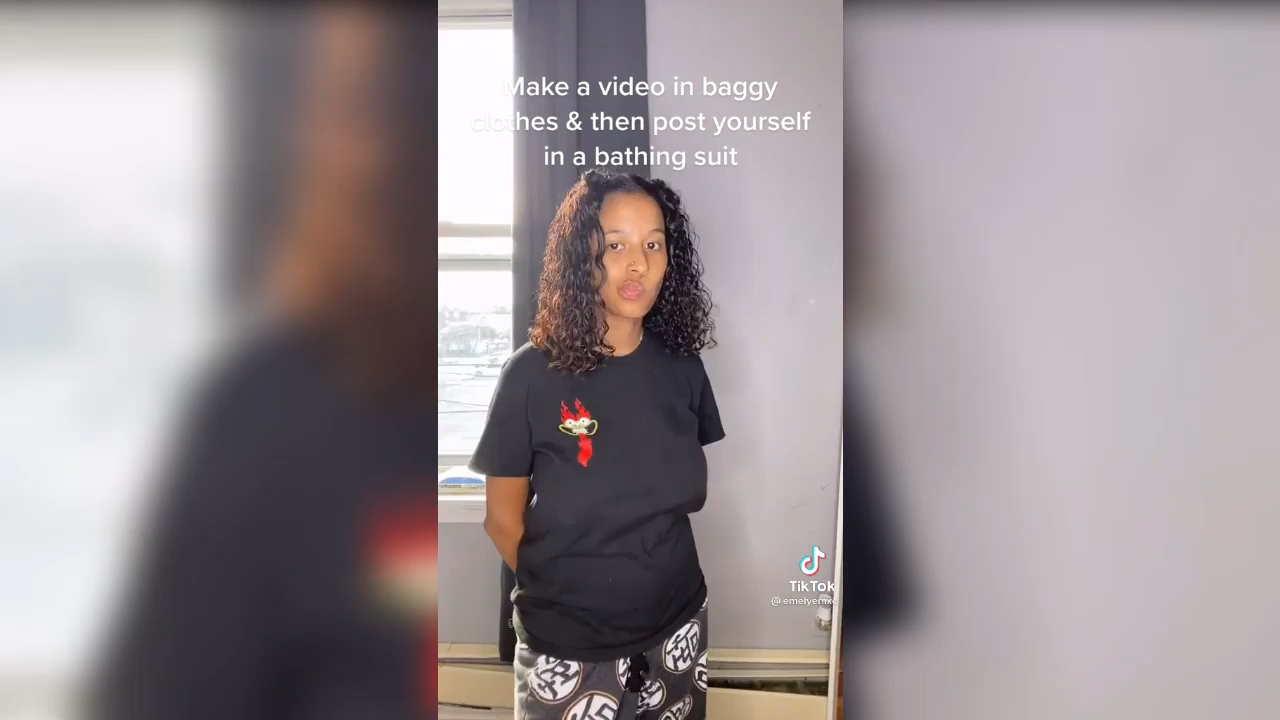 Make a video in baggy
clothes & then post yourself
in a bathing suit
TikTok